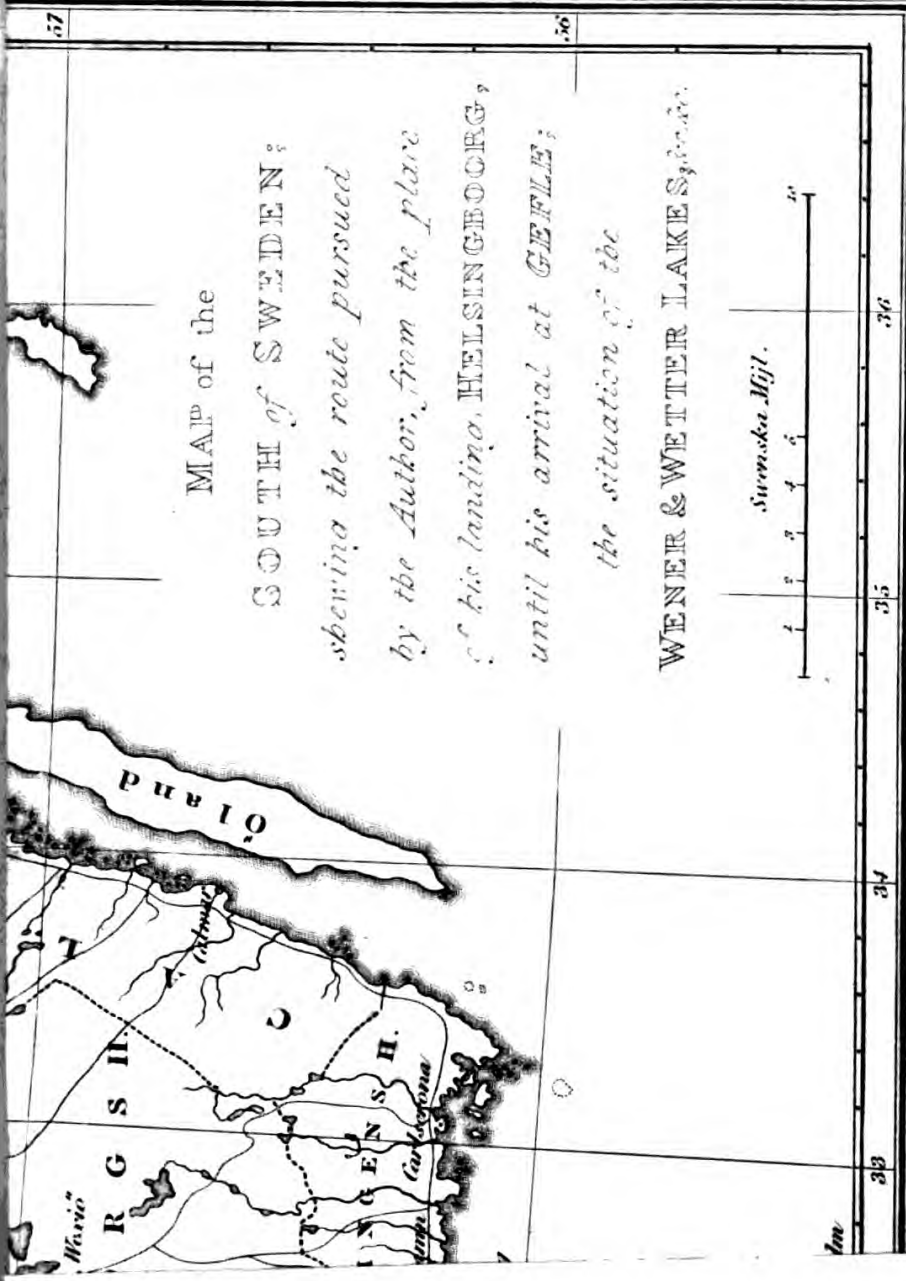 MAP of the
SOUTH of SWEDEN;
shewing the route pursued
by the Author, from the place
of his landing, HELSINGBOORG,
until his arrival at GEFLE;
the situation of the
WENER & WETTER LAKES,
Swenska Mijl.
1 2 3 4 5 10
57
56
Öland
Calmar
C
H.
R G S H.
Wexio
I N G E N S H.
Carlscrona
33
34
35
36